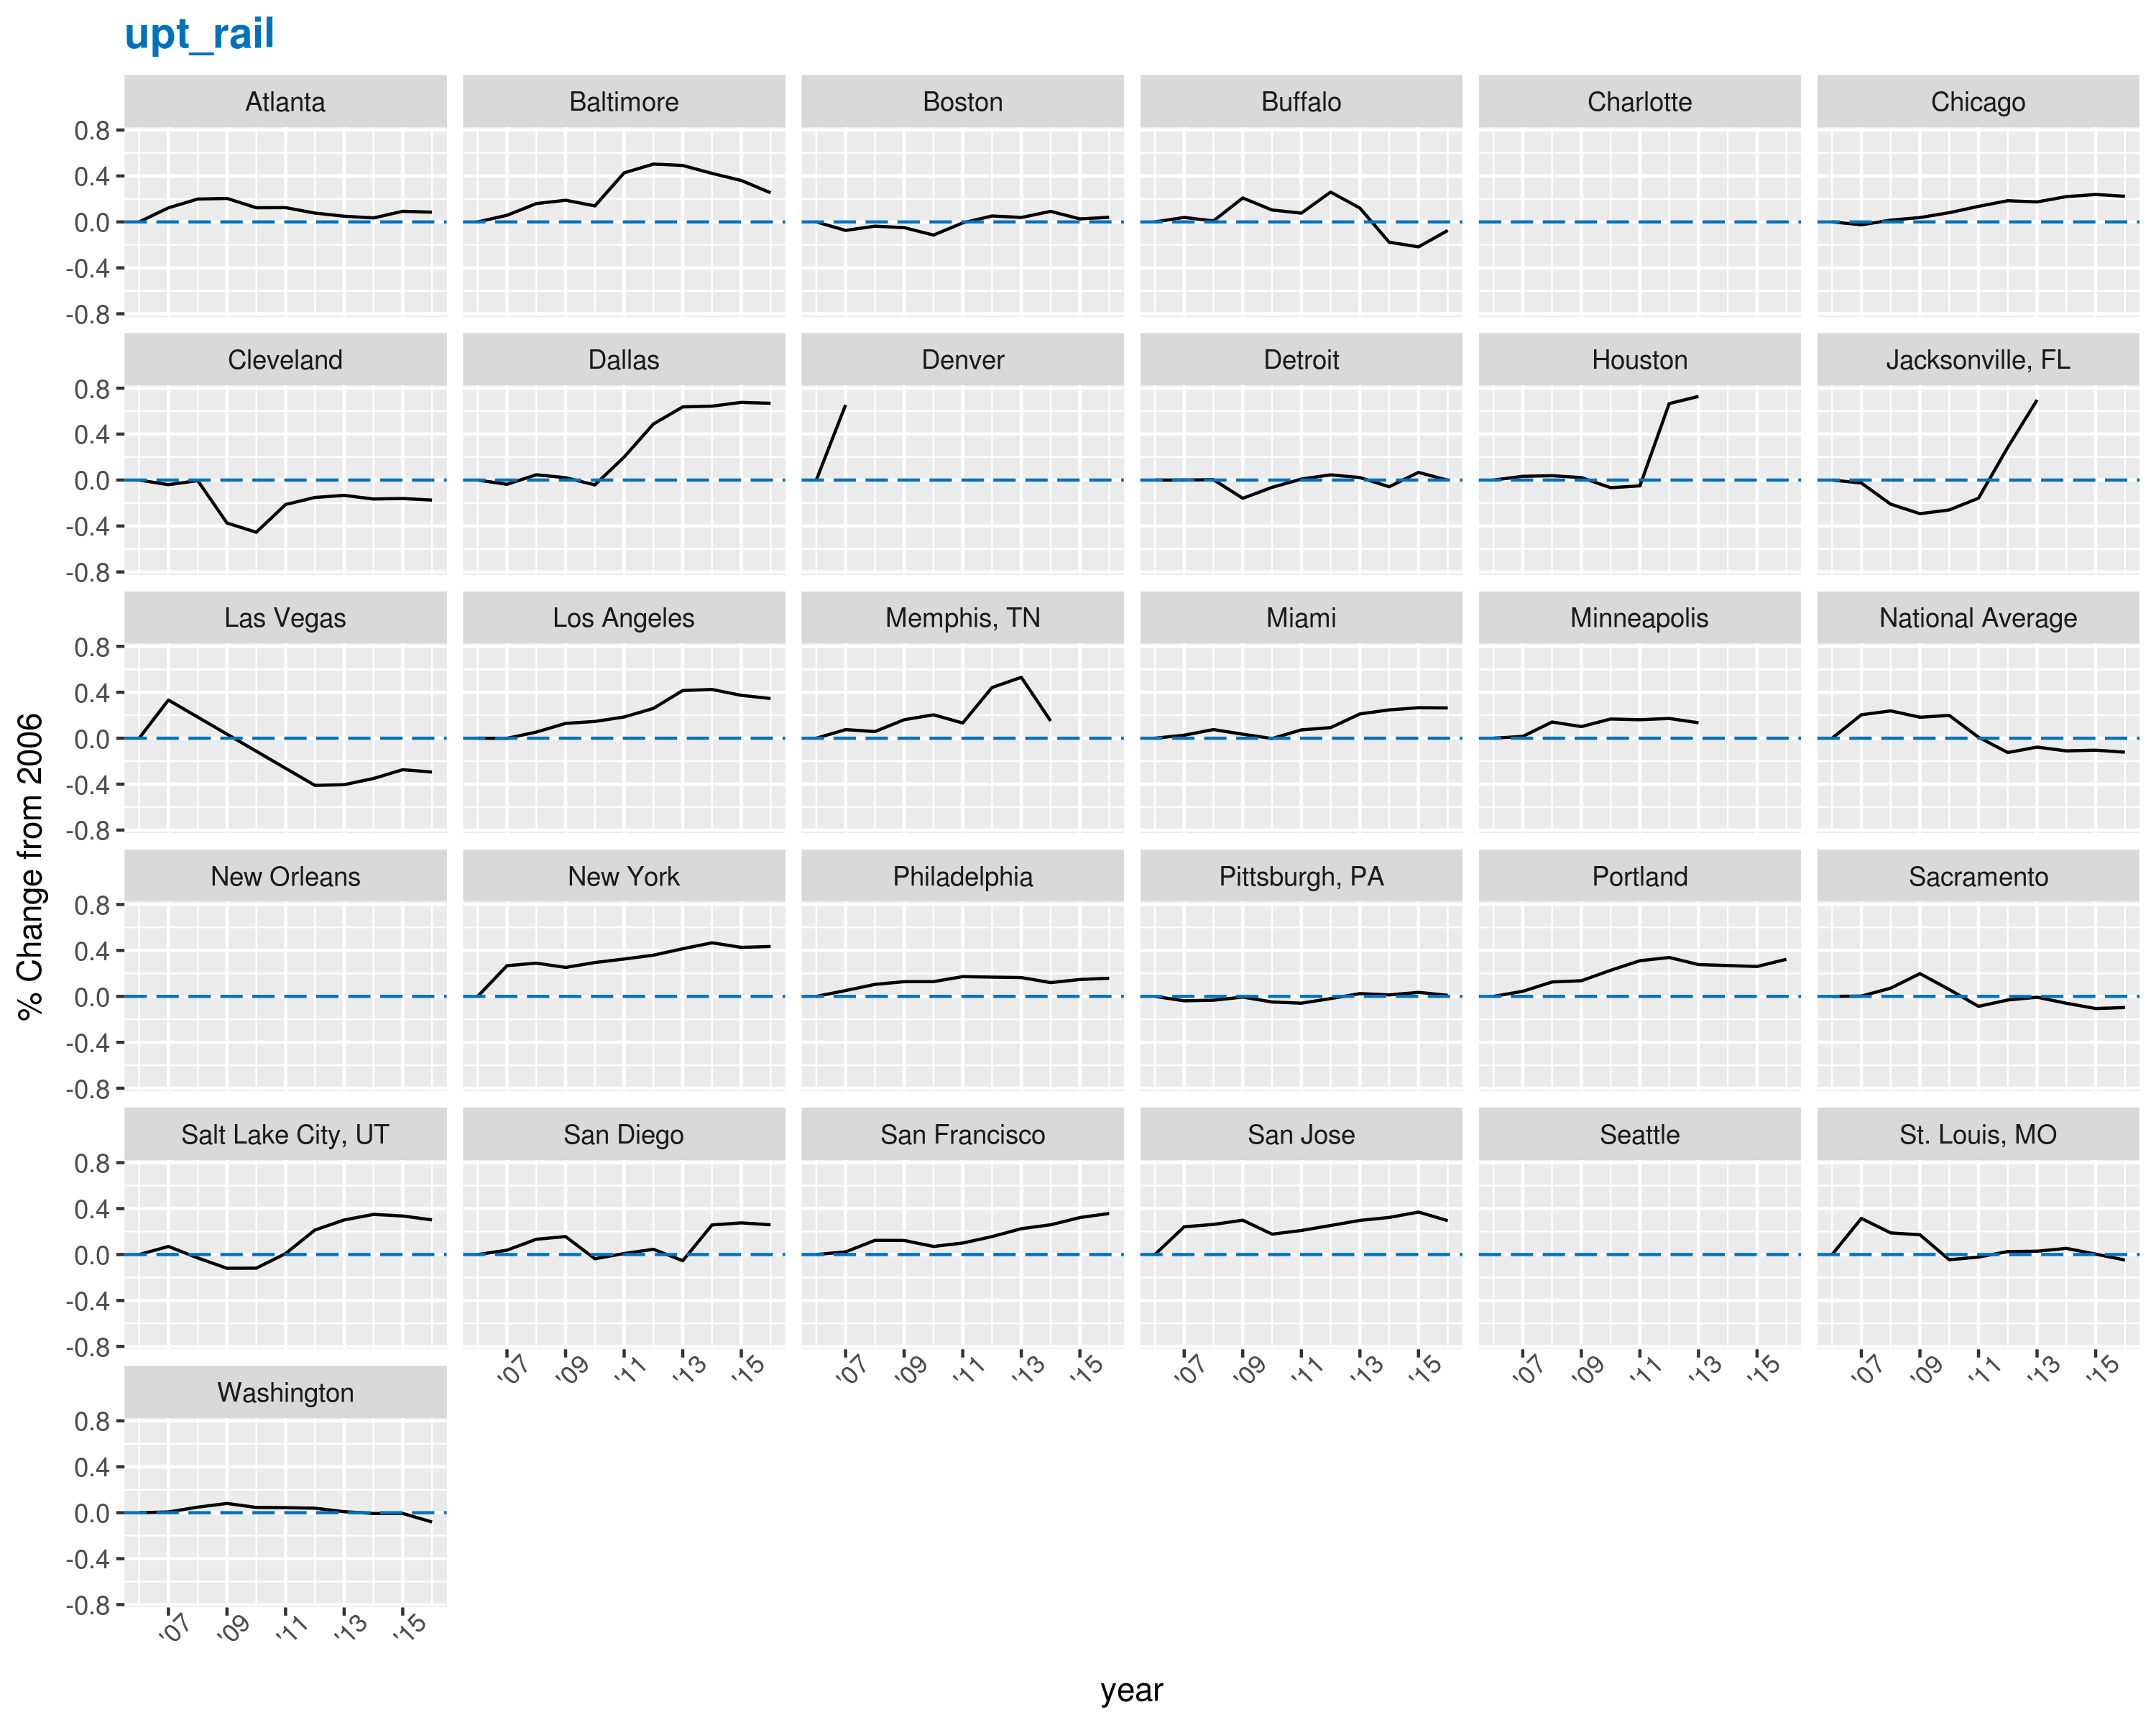 upt_rail
Atlanta Baltimore Boston Buffalo Charlotte Chicago
0.8
0.4
0.0
-0.4
-0.8
Cleveland Dallas Denver Detroit Houston Jacksonville, FL
0.8
0.4
0.0
-0.4
-0.8
Las Vegas Los Angeles Memphis, TN Miami Minneapolis National Average
0.8
0.4
0.0
-0.4
-0.8
% Change from 2006
New Orleans New York Philadelphia Pittsburgh, PA Portland Sacramento
0.8
0.4
0.0
-0.4
-0.8
Salt Lake City, UT San Diego San Francisco San Jose Seattle St. Louis, MO
0.8
0.4
0.0
-0.4
-0.8
'07 '09 '11 '13 '15 '07 '09 '11 '13 '15 '07 '09 '11 '13 '15 '07 '09 '11 '13 '15 '07 '09 '11 '13 '15
Washington
0.8
0.4
0.0
-0.4
-0.8
'07 '09 '11 '13 '15
year